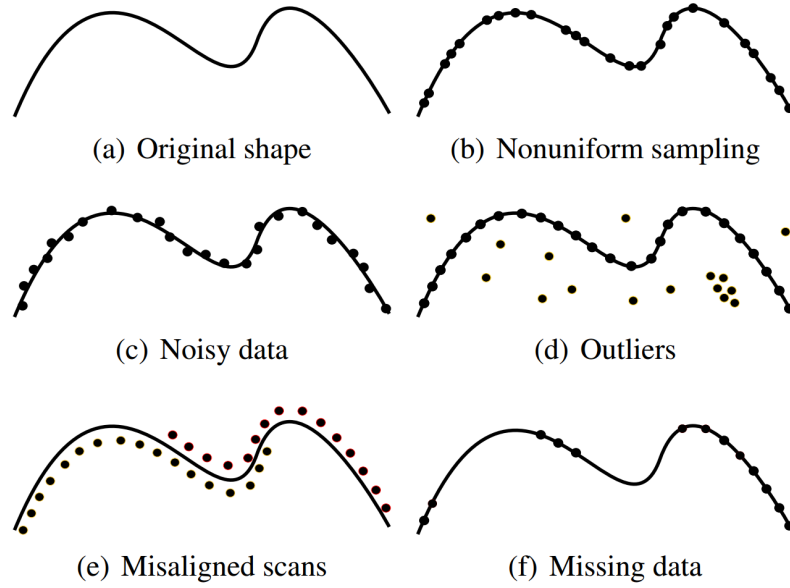 (a) Original shape
(b) Nonuniform sampling
(c) Noisy data
(d) Outliers
(e) Misaligned scans
(f) Missing data